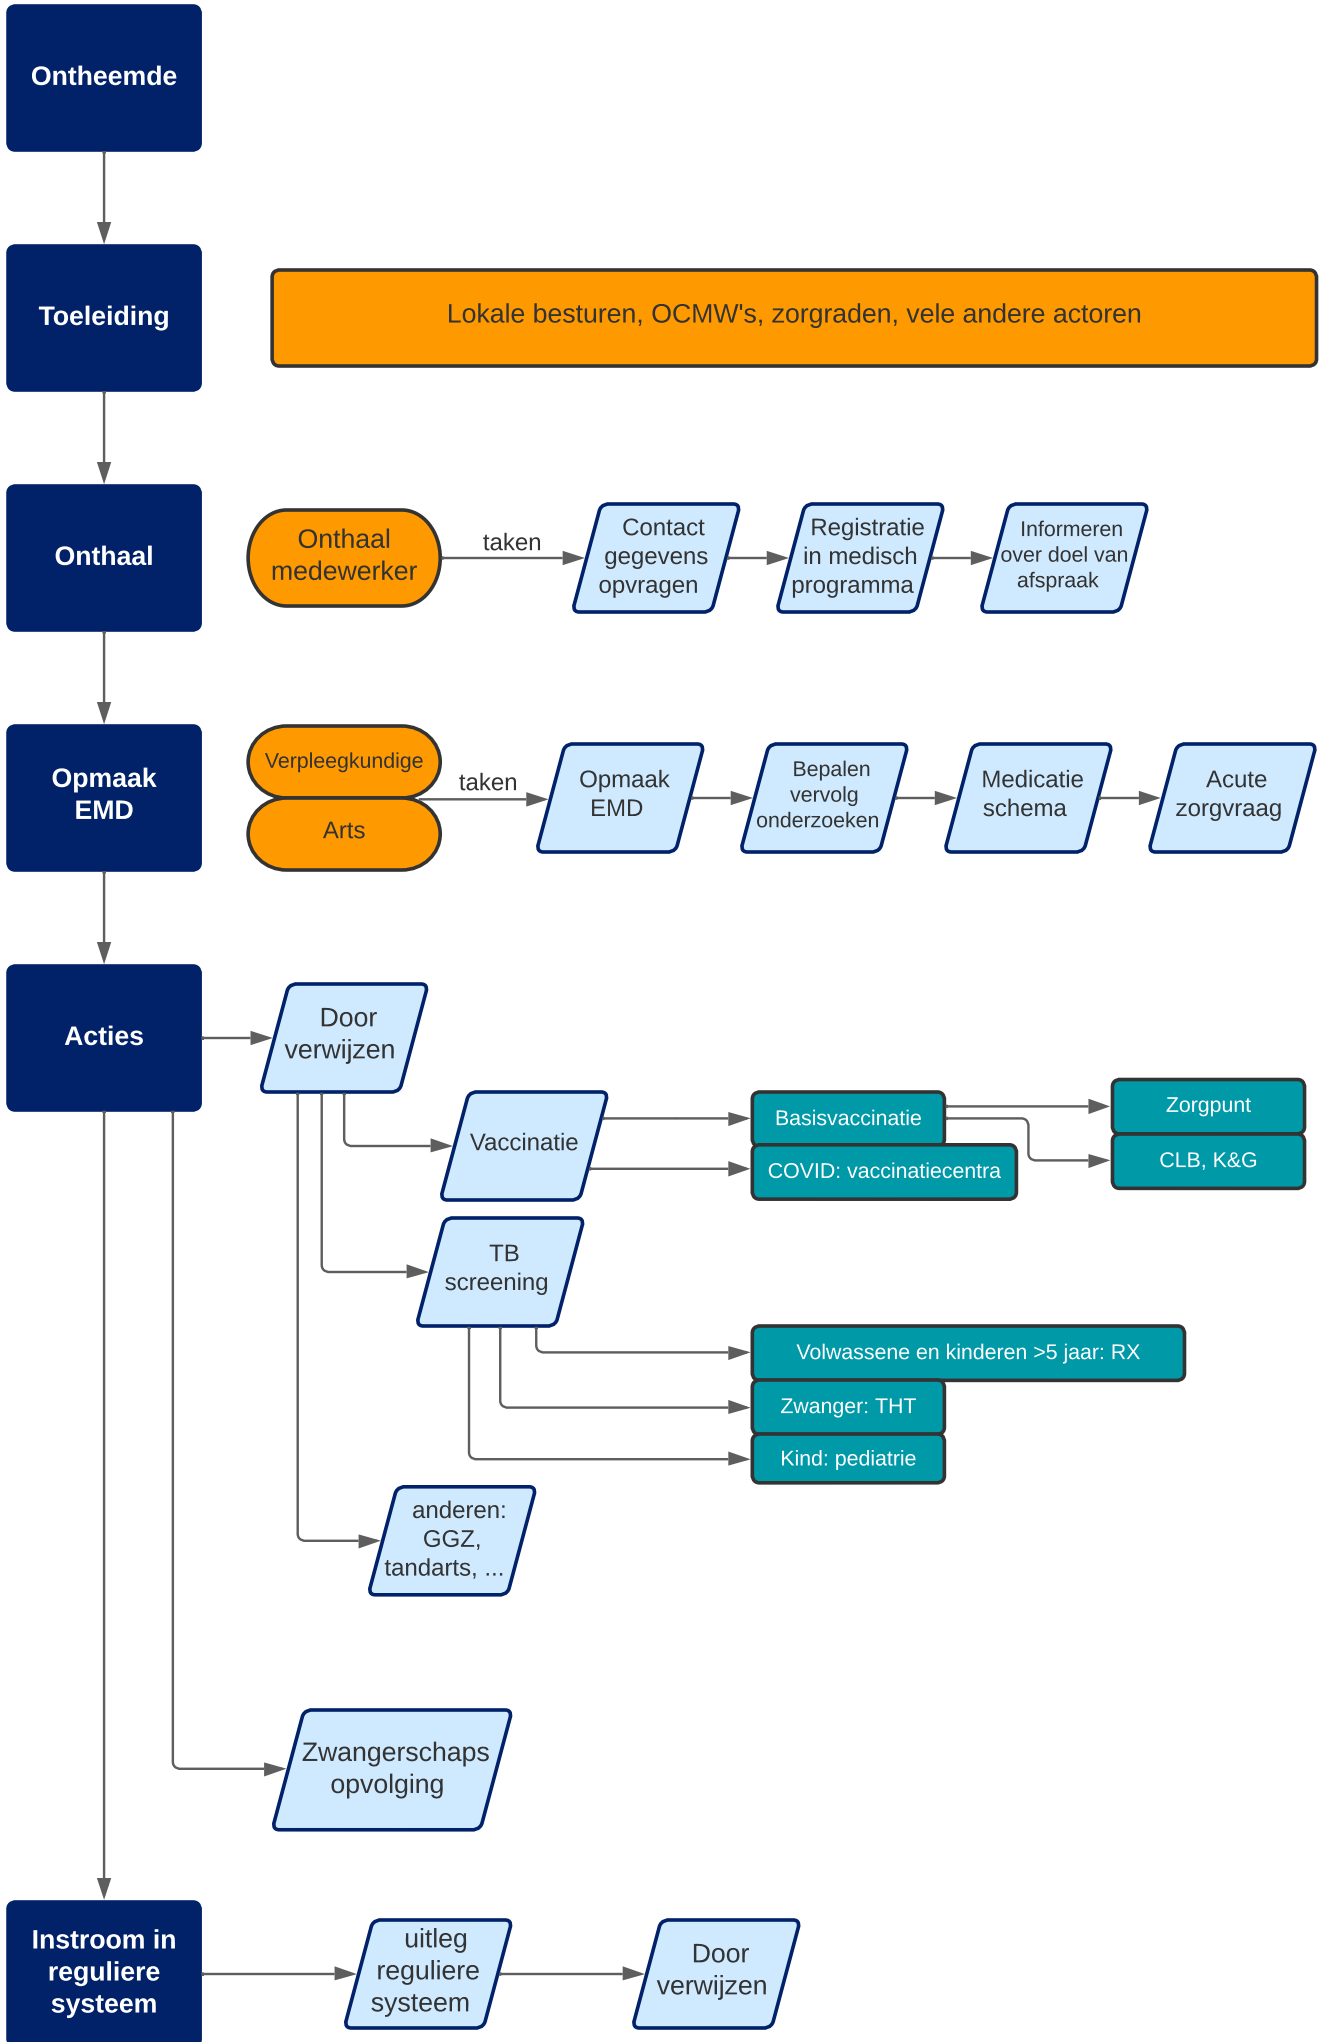 Ontheemde
Toeleiding
Lokale besturen, OCMW's, zorgraden, vele andere actoren
Onthaal
Onthaal
medewerker
taken
Contact
gegevens
opvragen
Registratie
in medisch
programma
Informeren
over doel van
afspraak
Opmaak
EMD
Verpleegkundige
Arts
taken
Opmaak
EMD
Bepalen
vervolg
onderzoeken
Medicatie
schema
Acute
zorgvraag
Acties
Door
verwijzen
Vaccinatie
Basisvaccinatie
COVID: vaccinatiecentra
Zorgpunt
CLB, K&G
TB
screening
Volwassene en kinderen >5 jaar: RX
Zwanger: THT
Kind: pediatrie
anderen:
GGZ,
tandarts, ...
Zwangerschaps
opvolging
Instroom in
reguliere
systeem
uitleg
reguliere
systeem
Door
verwijzen